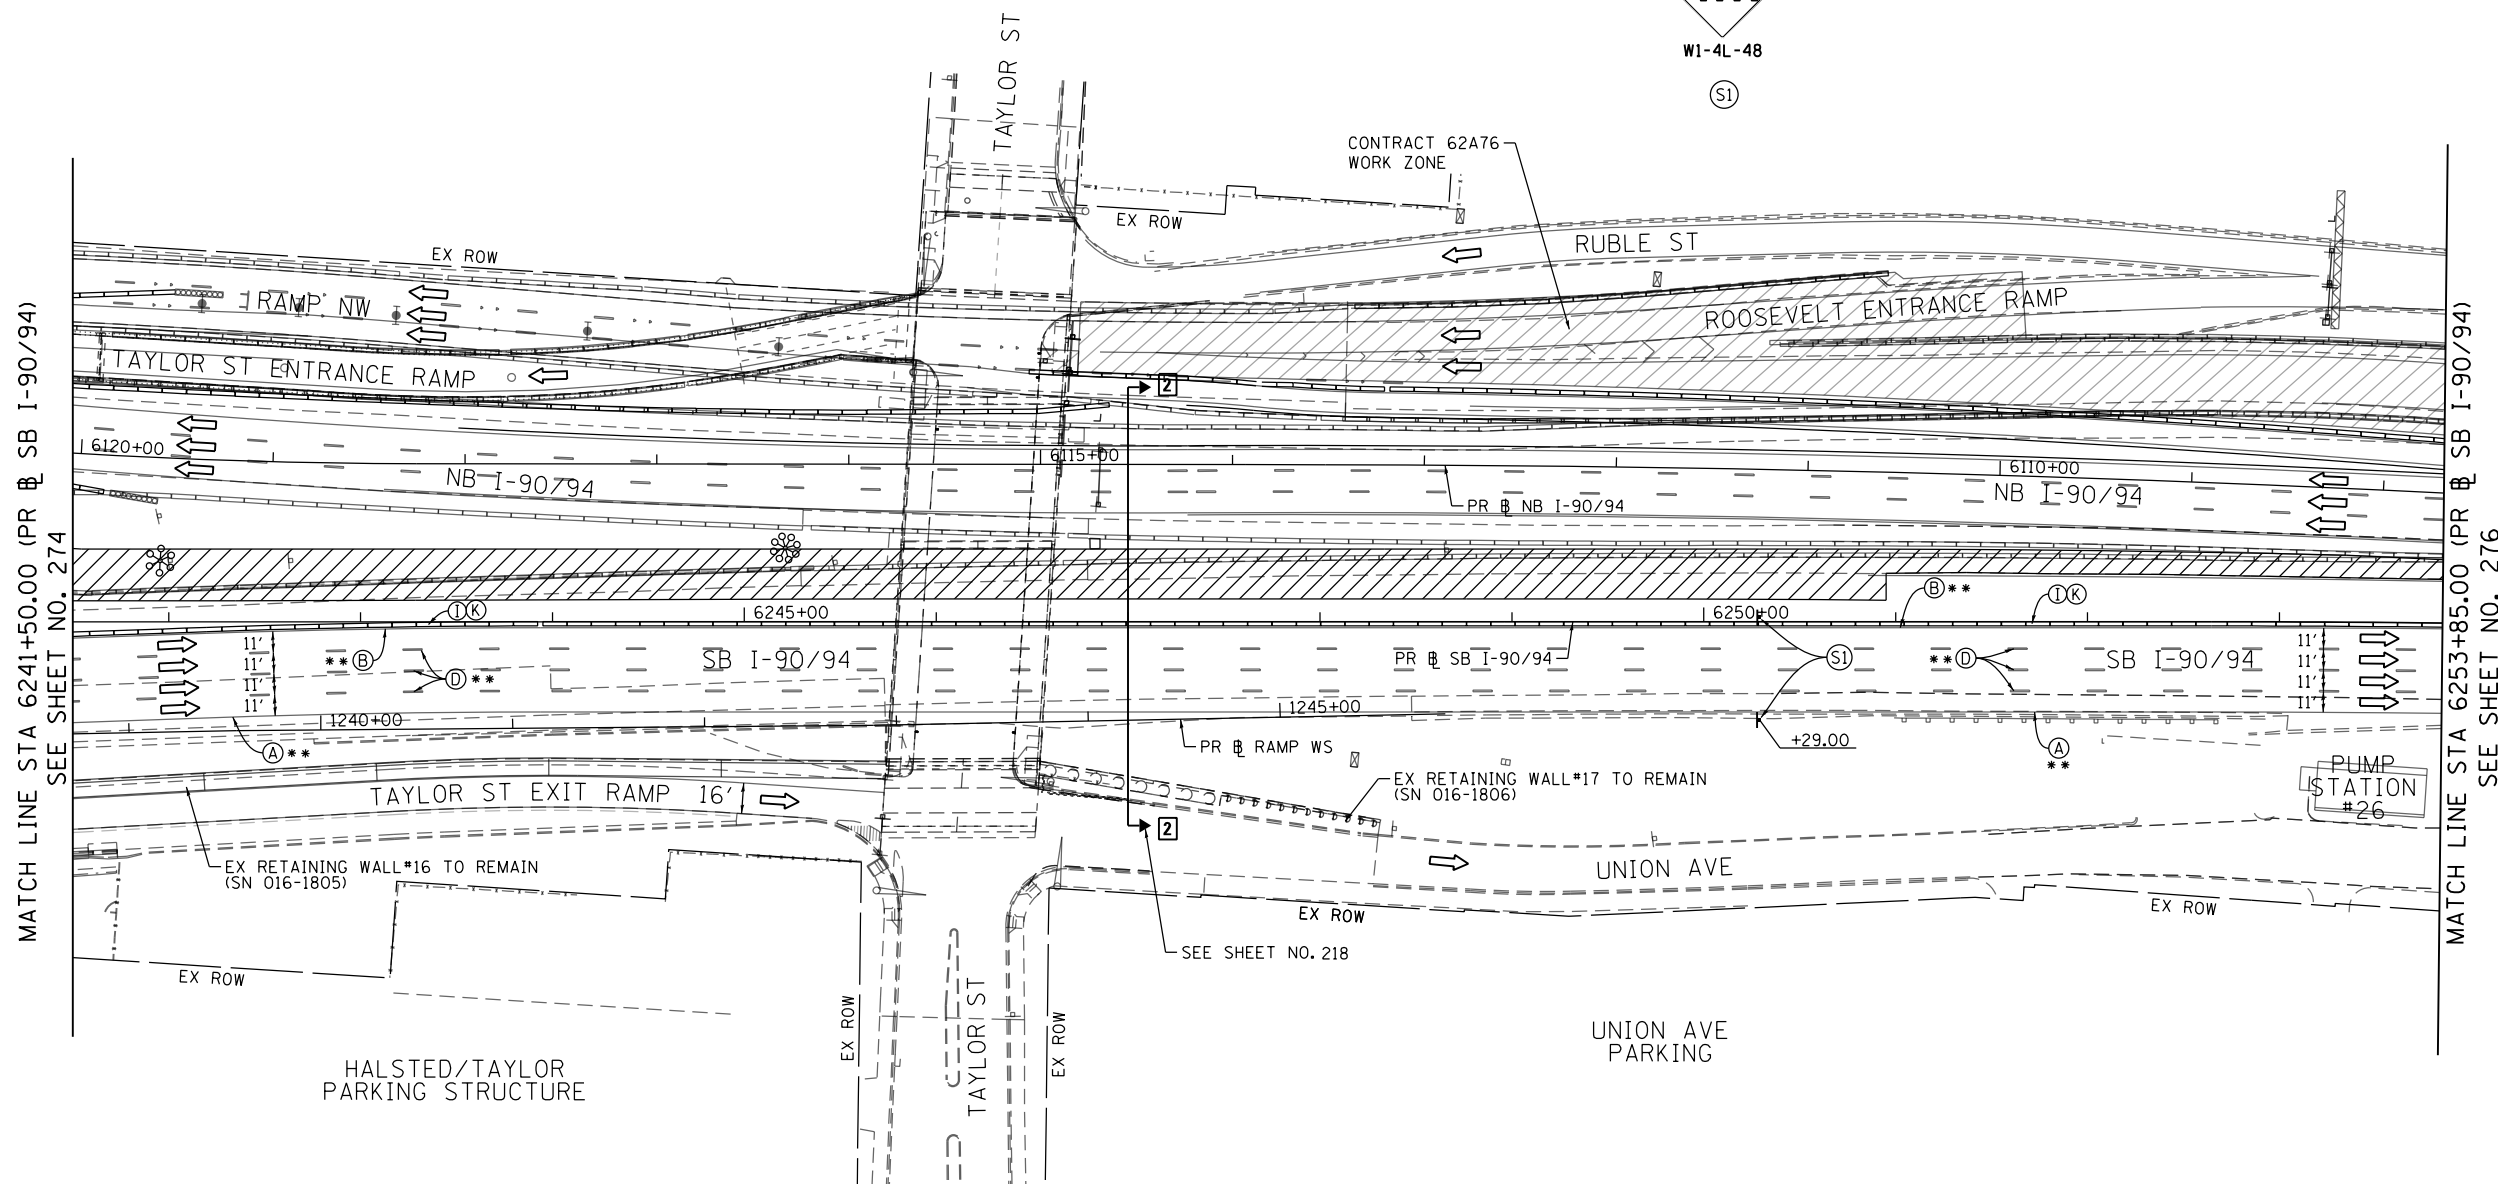 W1-4L-48
S1
TAYLOR ST
CONTRACT 62A76
WORK ZONE
EX ROW
RUBLE ST
EX ROW
RAMP NW
ROOSEVELT ENTRANCE RAMP
TAYLOR ST ENTRANCE RAMP
2
6120+00
6115+00
6110+00
NB I-90/94
NB I-90/94
PR BL NB I-90/94
MATCH LINE STA 6241+50.00 (PR BL SB I-90/94)
SEE SHEET NO. 274
MATCH LINE STA 6253+85.00 (PR BL SB I-90/94)
SEE SHEET NO. 276
B **
I K
I K
6245+00
6250+00
11'
11'
11'
11'
** B
D **
SB I-90/94
PR BL SB I-90/94
S1
** D
SB I-90/94
11'
11'
11'
11'
1240+00
1245+00
A **
PR BL RAMP WS
+29.00
A
**
EX RETAINING WALL#17 TO REMAIN
(SN 016-1806)
PUMP
STATION
#26
TAYLOR ST EXIT RAMP 16'
2
EX RETAINING WALL#16 TO REMAIN
(SN 016-1805)
UNION AVE
EX ROW
EX ROW
SEE SHEET NO. 218
EX ROW
EX ROW
TAYLOR ST
EX ROW
UNION AVE
PARKING
HALSTED/TAYLOR
PARKING STRUCTURE